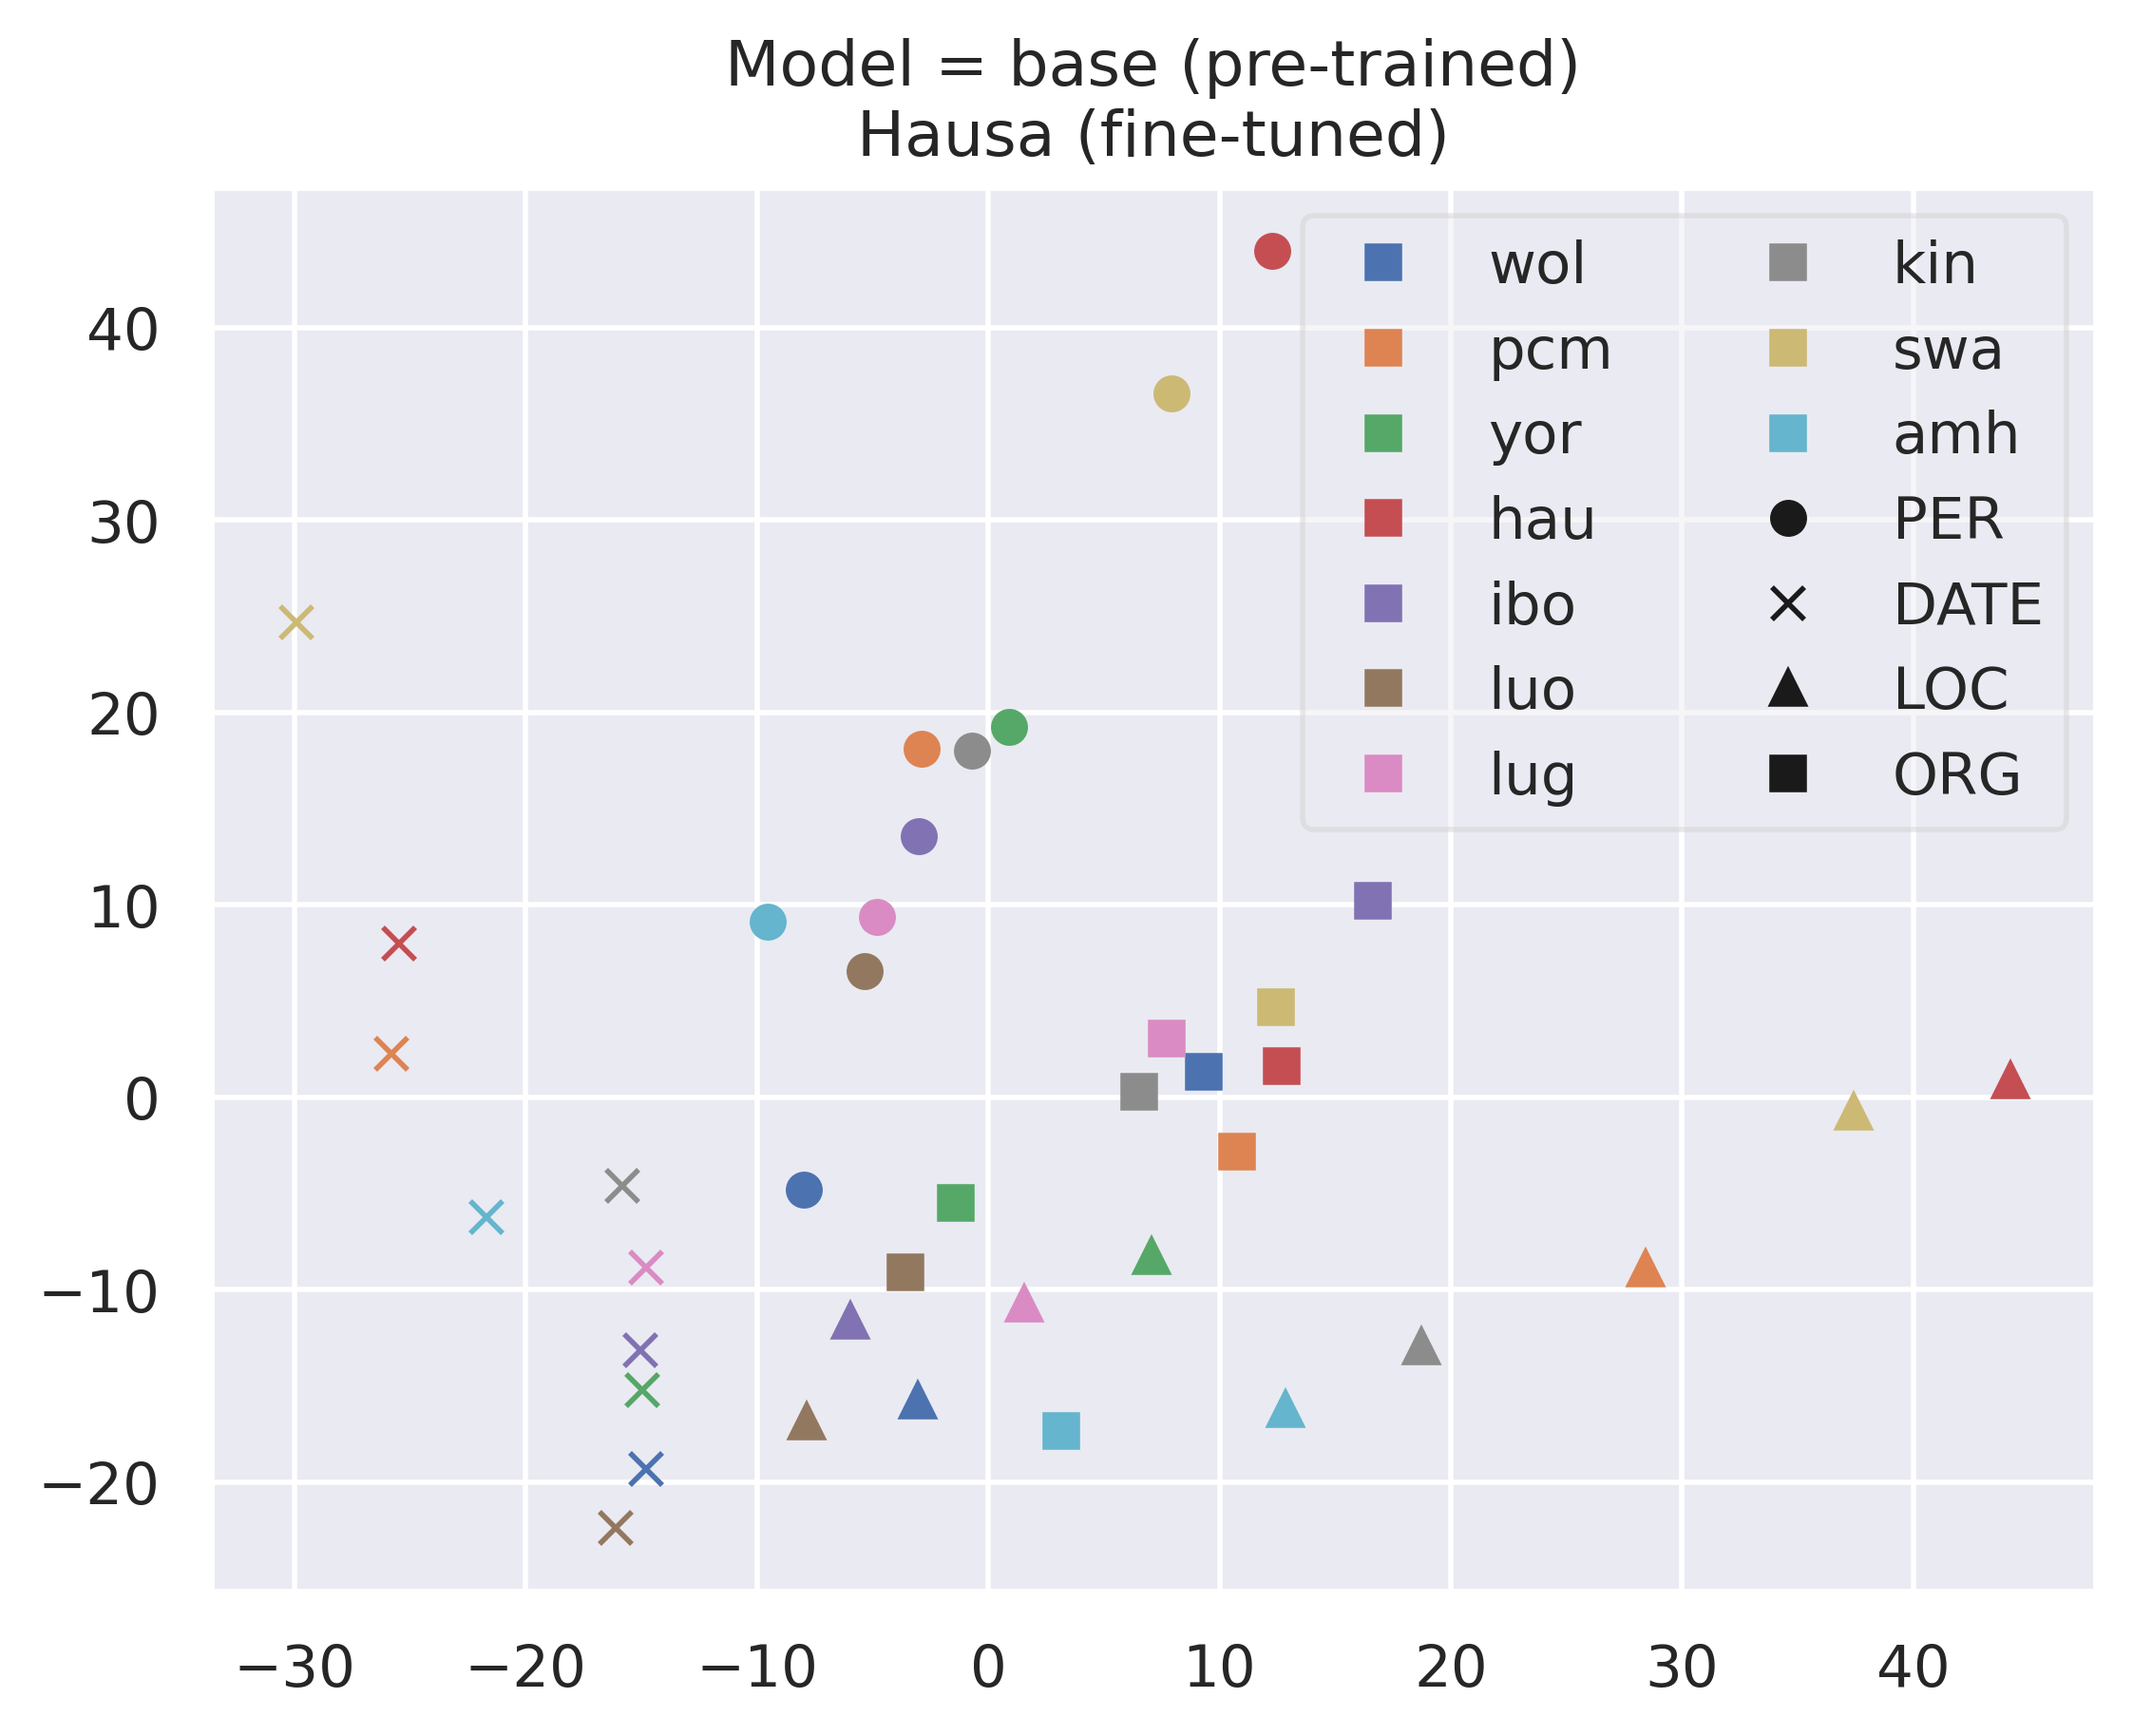 Model = base (pre-trained)
Hausa (fine-tuned)
wol
pcm
yor
hau
ibo
luo
lug
kin
swa
amh
PER
DATE
LOC
ORG
40
30
20
10
0
−10
−20
−30 −20 −10 0 10 20 30 40